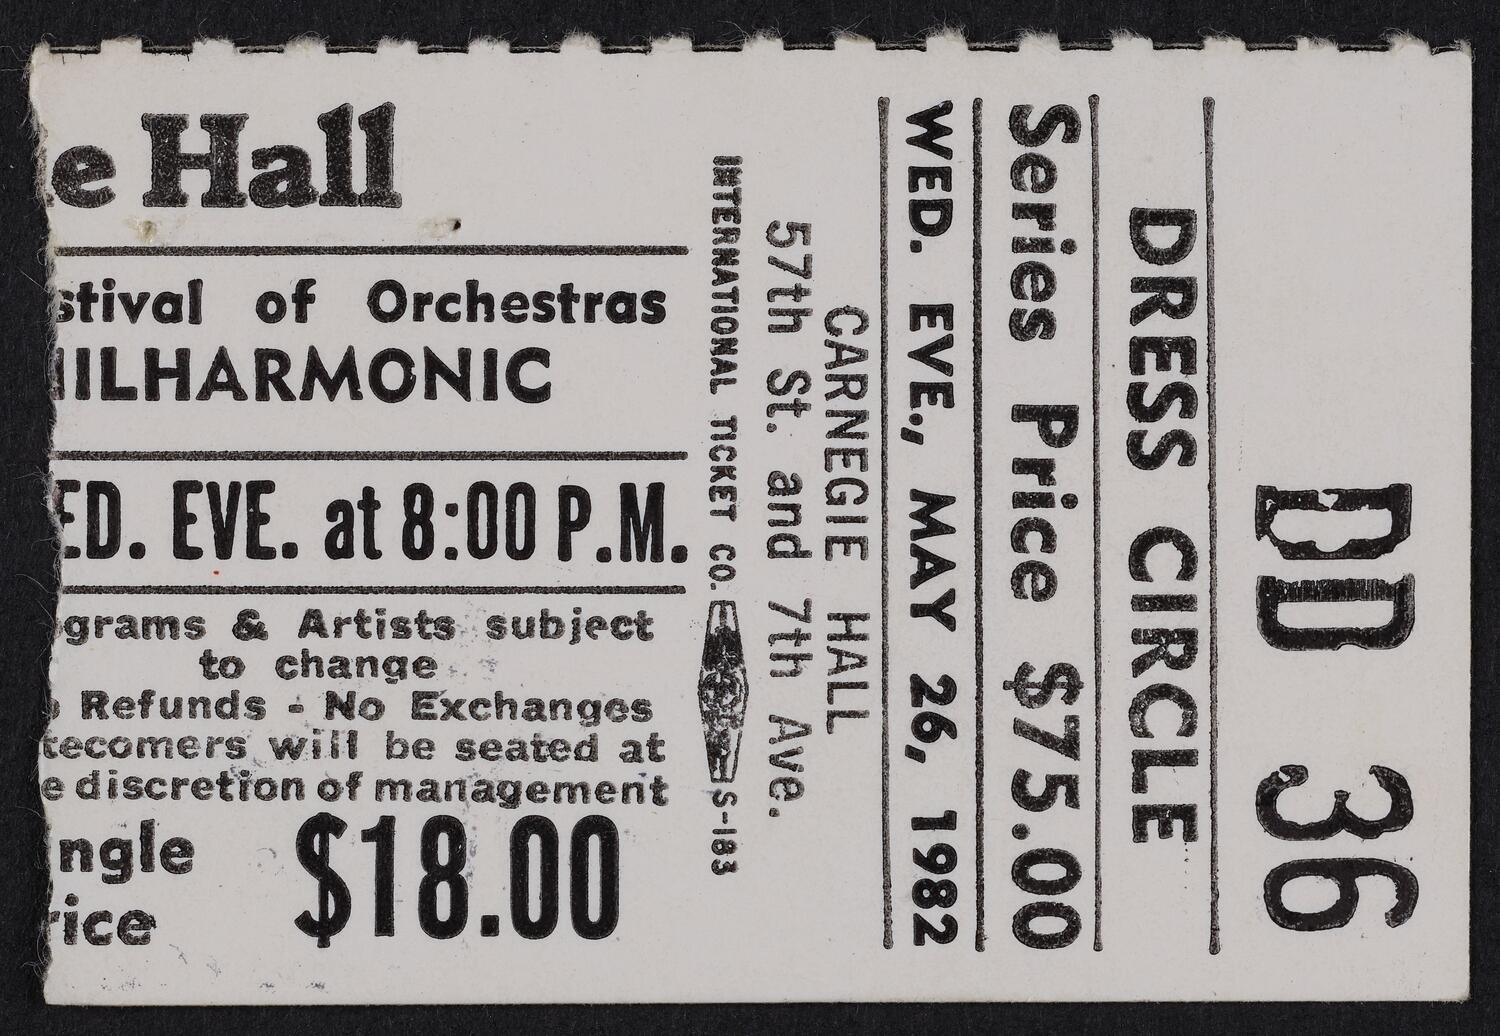 e Hall
stival of Orchestras
HILHARMONIC
ED. EVE. at 8:00 P.M.
grams & Artists subject
to change
Refunds - No Exchanges
tecomers will be seated at
e discretion of management
ngle $18.00
rice
INTERNATIONAL TICKET CO. S-183
57th St. and 7th Ave.
CARNEGIE HALL
WED. EVE., MAY 26, 1982
Series Price $75.00
DRESS CIRCLE
DD 36